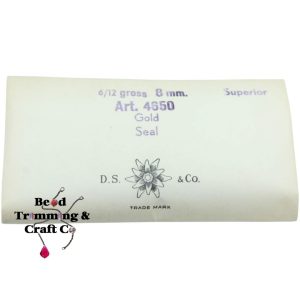 6/12 gross 8 mm. Superior
Art. 4650
Gold
Seal
D.S. & Co.
TRADE MARK
Bead
Trimming &
Craft Co